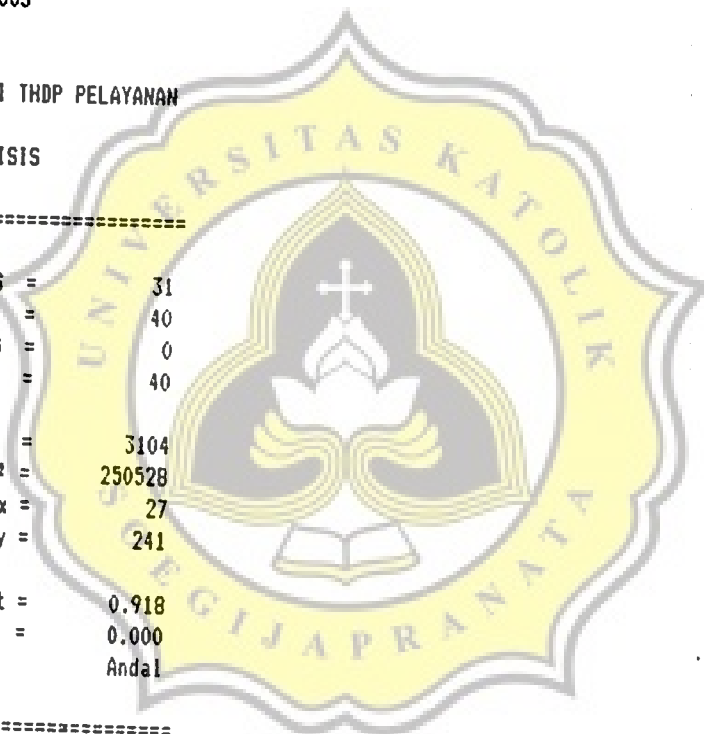 THDP PELAYANAN
ISIS
==================
= 31
= 40
= 0
= 40
= 3104
= 250528
x = 27
y = 241
t = 0.918
= 0.000
Andal
==================
UNIVERSITAS KATOLIK
SOEGIJAPRANATA